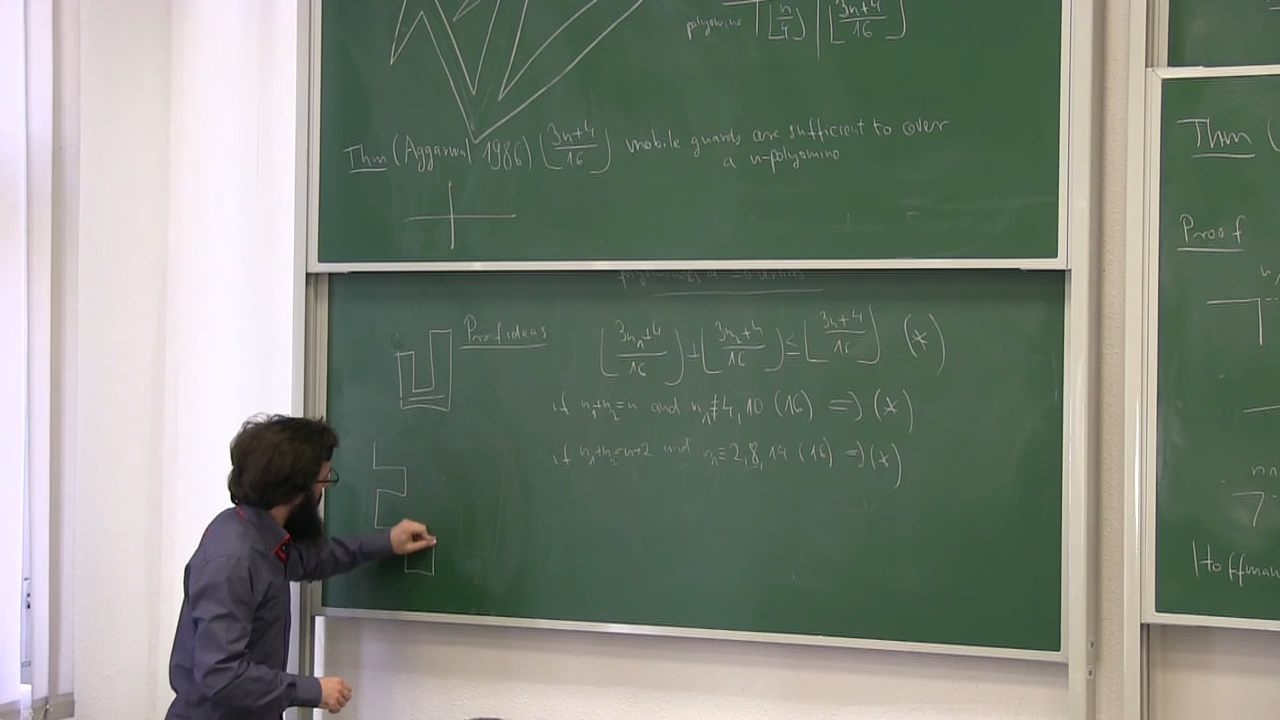 polyomino ⌊n/4⌋ | ⌊(3n+4)/16⌋
Thm (Aggarwal 1986) ⌊(3n+4)/16⌋ mobile guards are sufficient to cover
a n-polyomino
Proof ideas ⌊(3n₁+4)/16⌋ + ⌊(3n₂+4)/16⌋ ≤ ⌊(3n+4)/16⌋ (*)
if n₁+n₂=n and n₁≢4,10 (16) => (*)
if n₁+n₂=n+2 and n₁≡2,8,14 (16) => (*)
Thm (
Proof
Hoffman